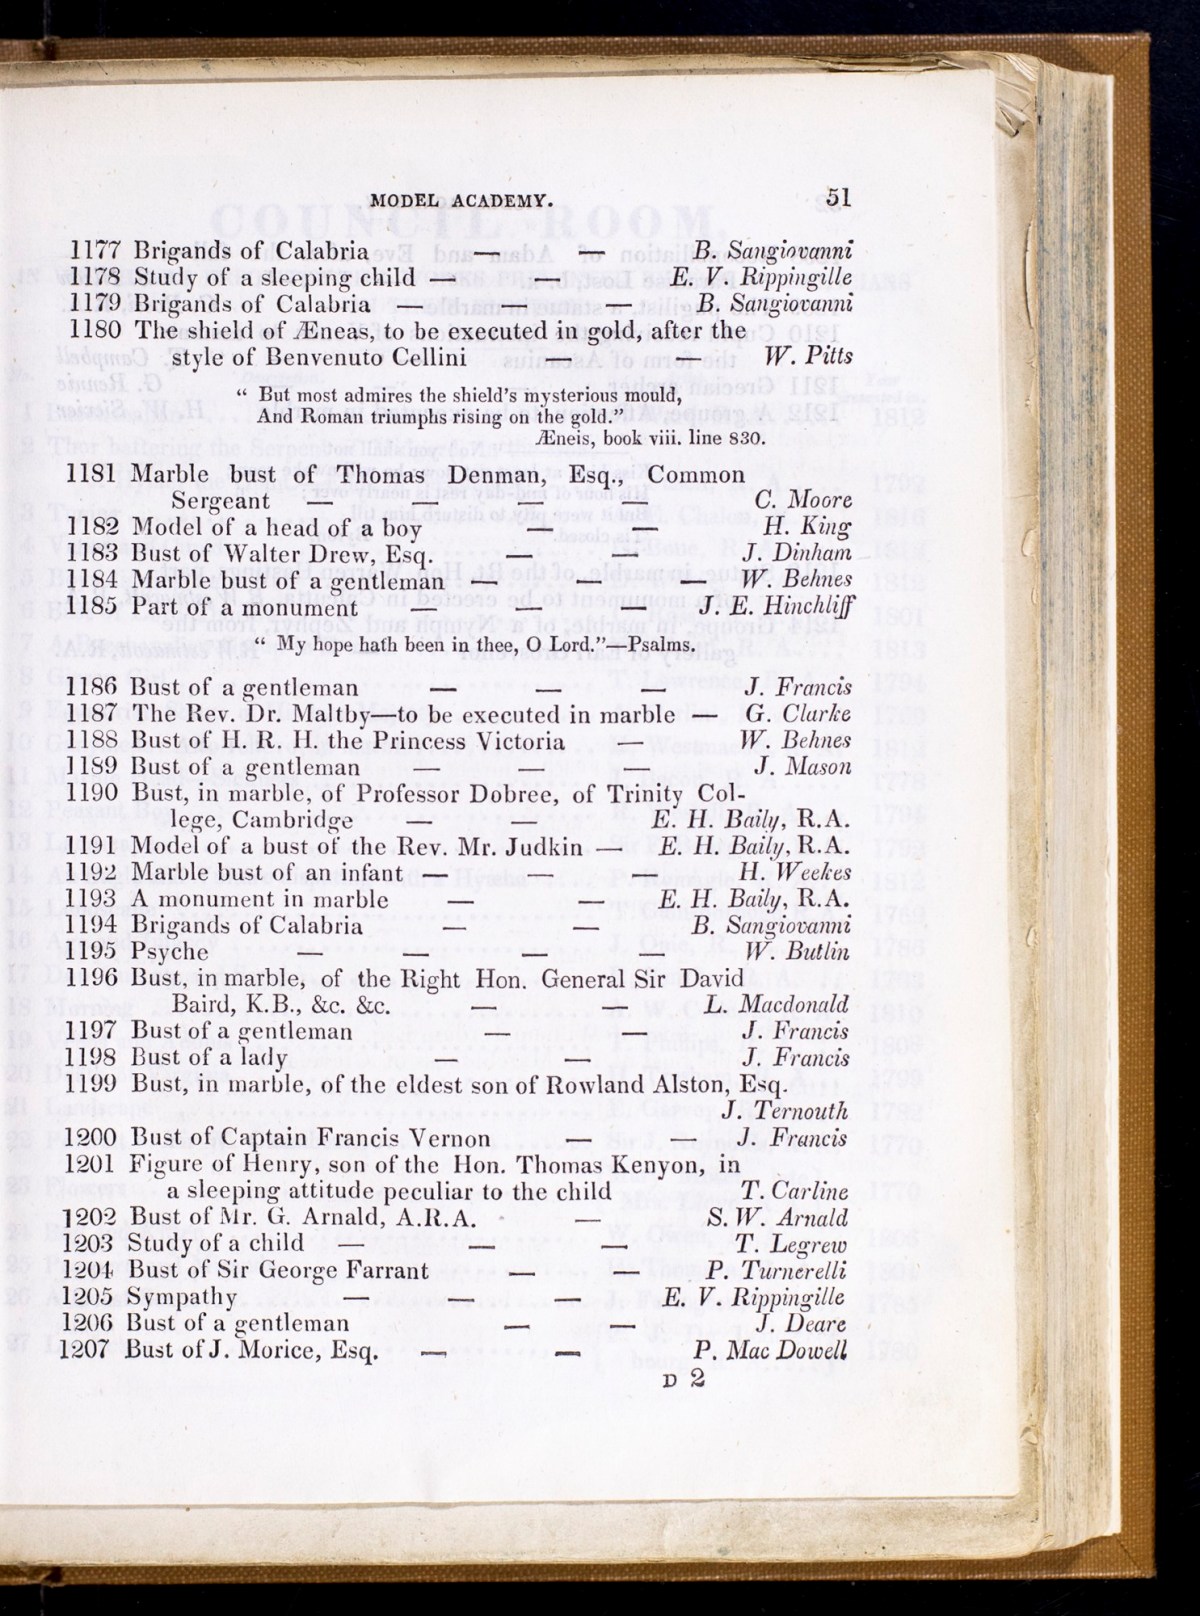 MODEL ACADEMY. 51
1177 Brigands of Calabria — — B. Sangiovanni
1178 Study of a sleeping child — — — E. V. Rippingille
1179 Brigands of Calabria — — — B. Sangiovanni
1180 The shield of Æneas, to be executed in gold, after the
style of Benvenuto Cellini — — W. Pitts
“ But most admires the shield's mysterious mould,
And Roman triumphs rising on the gold.”
Æneis, book viii. line 830.
1181 Marble bust of Thomas Denman, Esq., Common
Sergeant — — — — C. Moore
1182 Model of a head of a boy — — H. King
1183 Bust of Walter Drew, Esq. — — J. Dinham
1184 Marble bust of a gentleman — — — W. Behnes
1185 Part of a monument — — — J. E. Hinchliff
“ My hope hath been in thee, O Lord.”—Psalms.
1186 Bust of a gentleman — — — J. Francis
1187 The Rev. Dr. Maltby—to be executed in marble — G. Clarke
1188 Bust of H. R. H. the Princess Victoria — W. Behnes
1189 Bust of a gentleman — — — J. Mason
1190 Bust, in marble, of Professor Dobree, of Trinity Col-
lege, Cambridge — — E. H. Baily, R.A.
1191 Model of a bust of the Rev. Mr. Judkin — E. H. Baily, R.A.
1192 Marble bust of an infant — — — H. Weekes
1193 A monument in marble — — E. H. Baily, R.A.
1194 Brigands of Calabria — — B. Sangiovanni
1195 Psyche — — — — W. Butlin
1196 Bust, in marble, of the Right Hon. General Sir David
Baird, K.B., &c. &c. — — L. Macdonald
1197 Bust of a gentleman — — J. Francis
1198 Bust of a lady — — J. Francis
1199 Bust, in marble, of the eldest son of Rowland Alston, Esq.
J. Ternouth
1200 Bust of Captain Francis Vernon — — J. Francis
1201 Figure of Henry, son of the Hon. Thomas Kenyon, in
a sleeping attitude peculiar to the child T. Carline
1202 Bust of Mr. G. Arnald, A.R.A. — S. W. Arnald
1203 Study of a child — — — T. Legrew
1204 Bust of Sir George Farrant — — P. Turnerelli
1205 Sympathy — — — E. V. Rippingille
1206 Bust of a gentleman — — J. Deare
1207 Bust of J. Morice, Esq. — — P. Mac Dowell
D 2